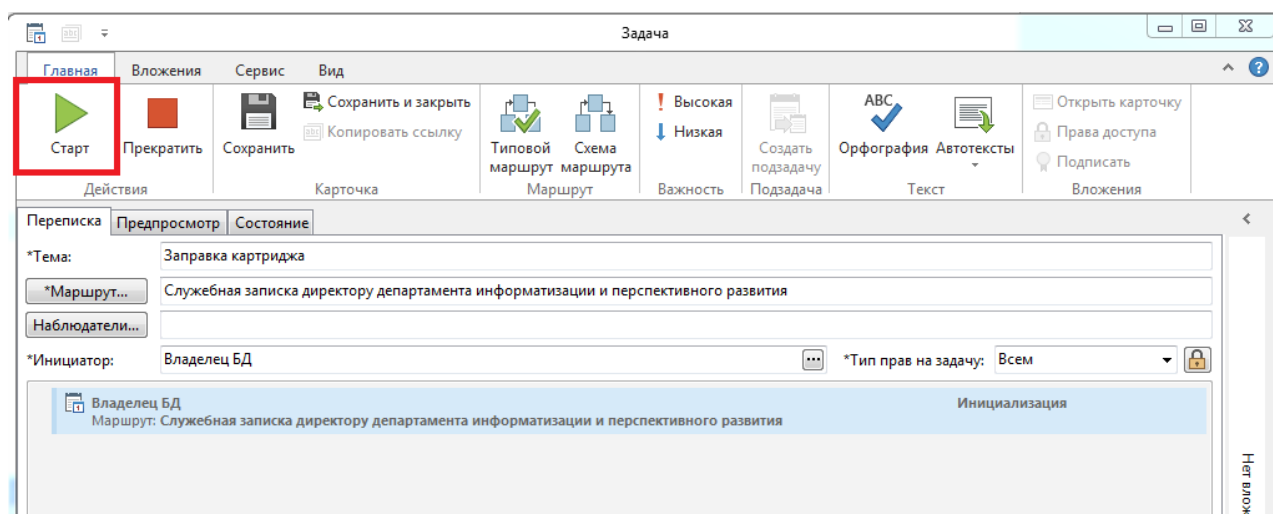 Задача
Главная Вложения Сервис Вид
Старт Прекратить
Действия
Сохранить Сохранить и закрыть
Копировать ссылку
Карточка
Типовой маршрут Схема маршрута
Маршрут
Высокая
Низкая
Важность
Создать подзадачу
Подзадача
ABC
Орфография Автотексты
Текст
Открыть карточку
Права доступа
Подписать
Вложения
Переписка Предпросмотр Состояние
*Тема: Заправка картриджа
*Маршрут... Служебная записка директору департамента информатизации и перспективного развития
Наблюдатели...
*Инициатор: Владелец БД ... *Тип прав на задачу: Всем
Владелец БД Инициализация
Маршрут: Служебная записка директору департамента информатизации и перспективного развития
Нет влож